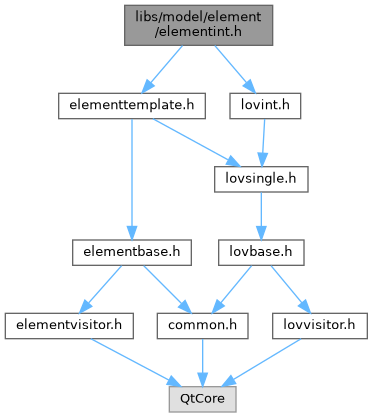 libs/model/element
/elementint.h
elementtemplate.h
lovint.h
lovsingle.h
elementbase.h
lovbase.h
elementvisitor.h
common.h
lovvisitor.h
QtCore